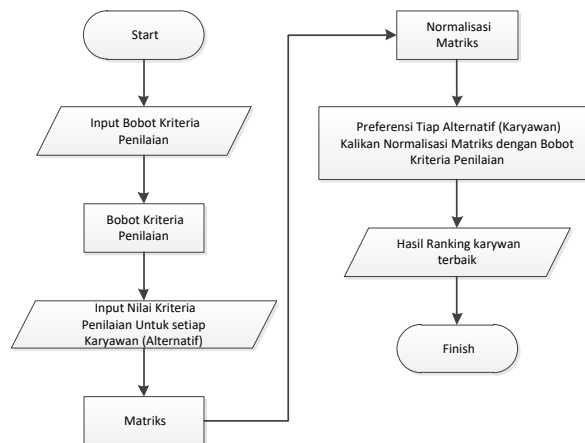 Start
Input Bobot Kriteria
Penilaian
Bobot Kriteria
Penilaian
Input Nilai Kriteria
Penilaian Untuk setiap
Karyawan (Alternatif)
Matriks
Normalisasi
Matriks
Preferensi Tiap Alternatif (Karyawan)
Kalikan Normalisasi Matriks dengan Bobot
Kriteria Penilaian
Hasil Ranking karywan
terbaik
Finish